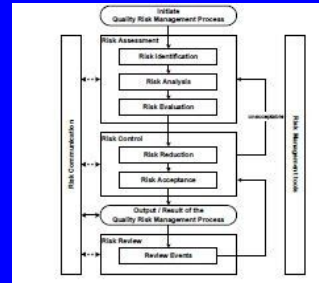 Initiate
Quality Risk Management Process
Risk Assessment
Risk Identification
Risk Analysis
Risk Evaluation
unacceptable
Risk Control
Risk Reduction
Risk Acceptance
Output / Result of the
Quality Risk Management Process
Risk Review
Review Events
Risk Communication
Risk Management tools